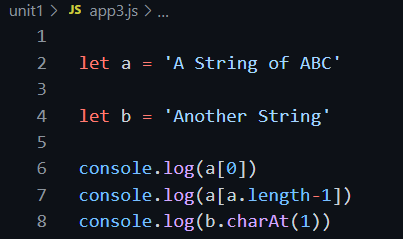 unit1 > JS app3.js > ...
1
2 let a = 'A String of ABC'
3
4 let b = 'Another String'
5
6 console.log(a[0])
7 console.log(a[a.length-1])
8 console.log(b.charAt(1))